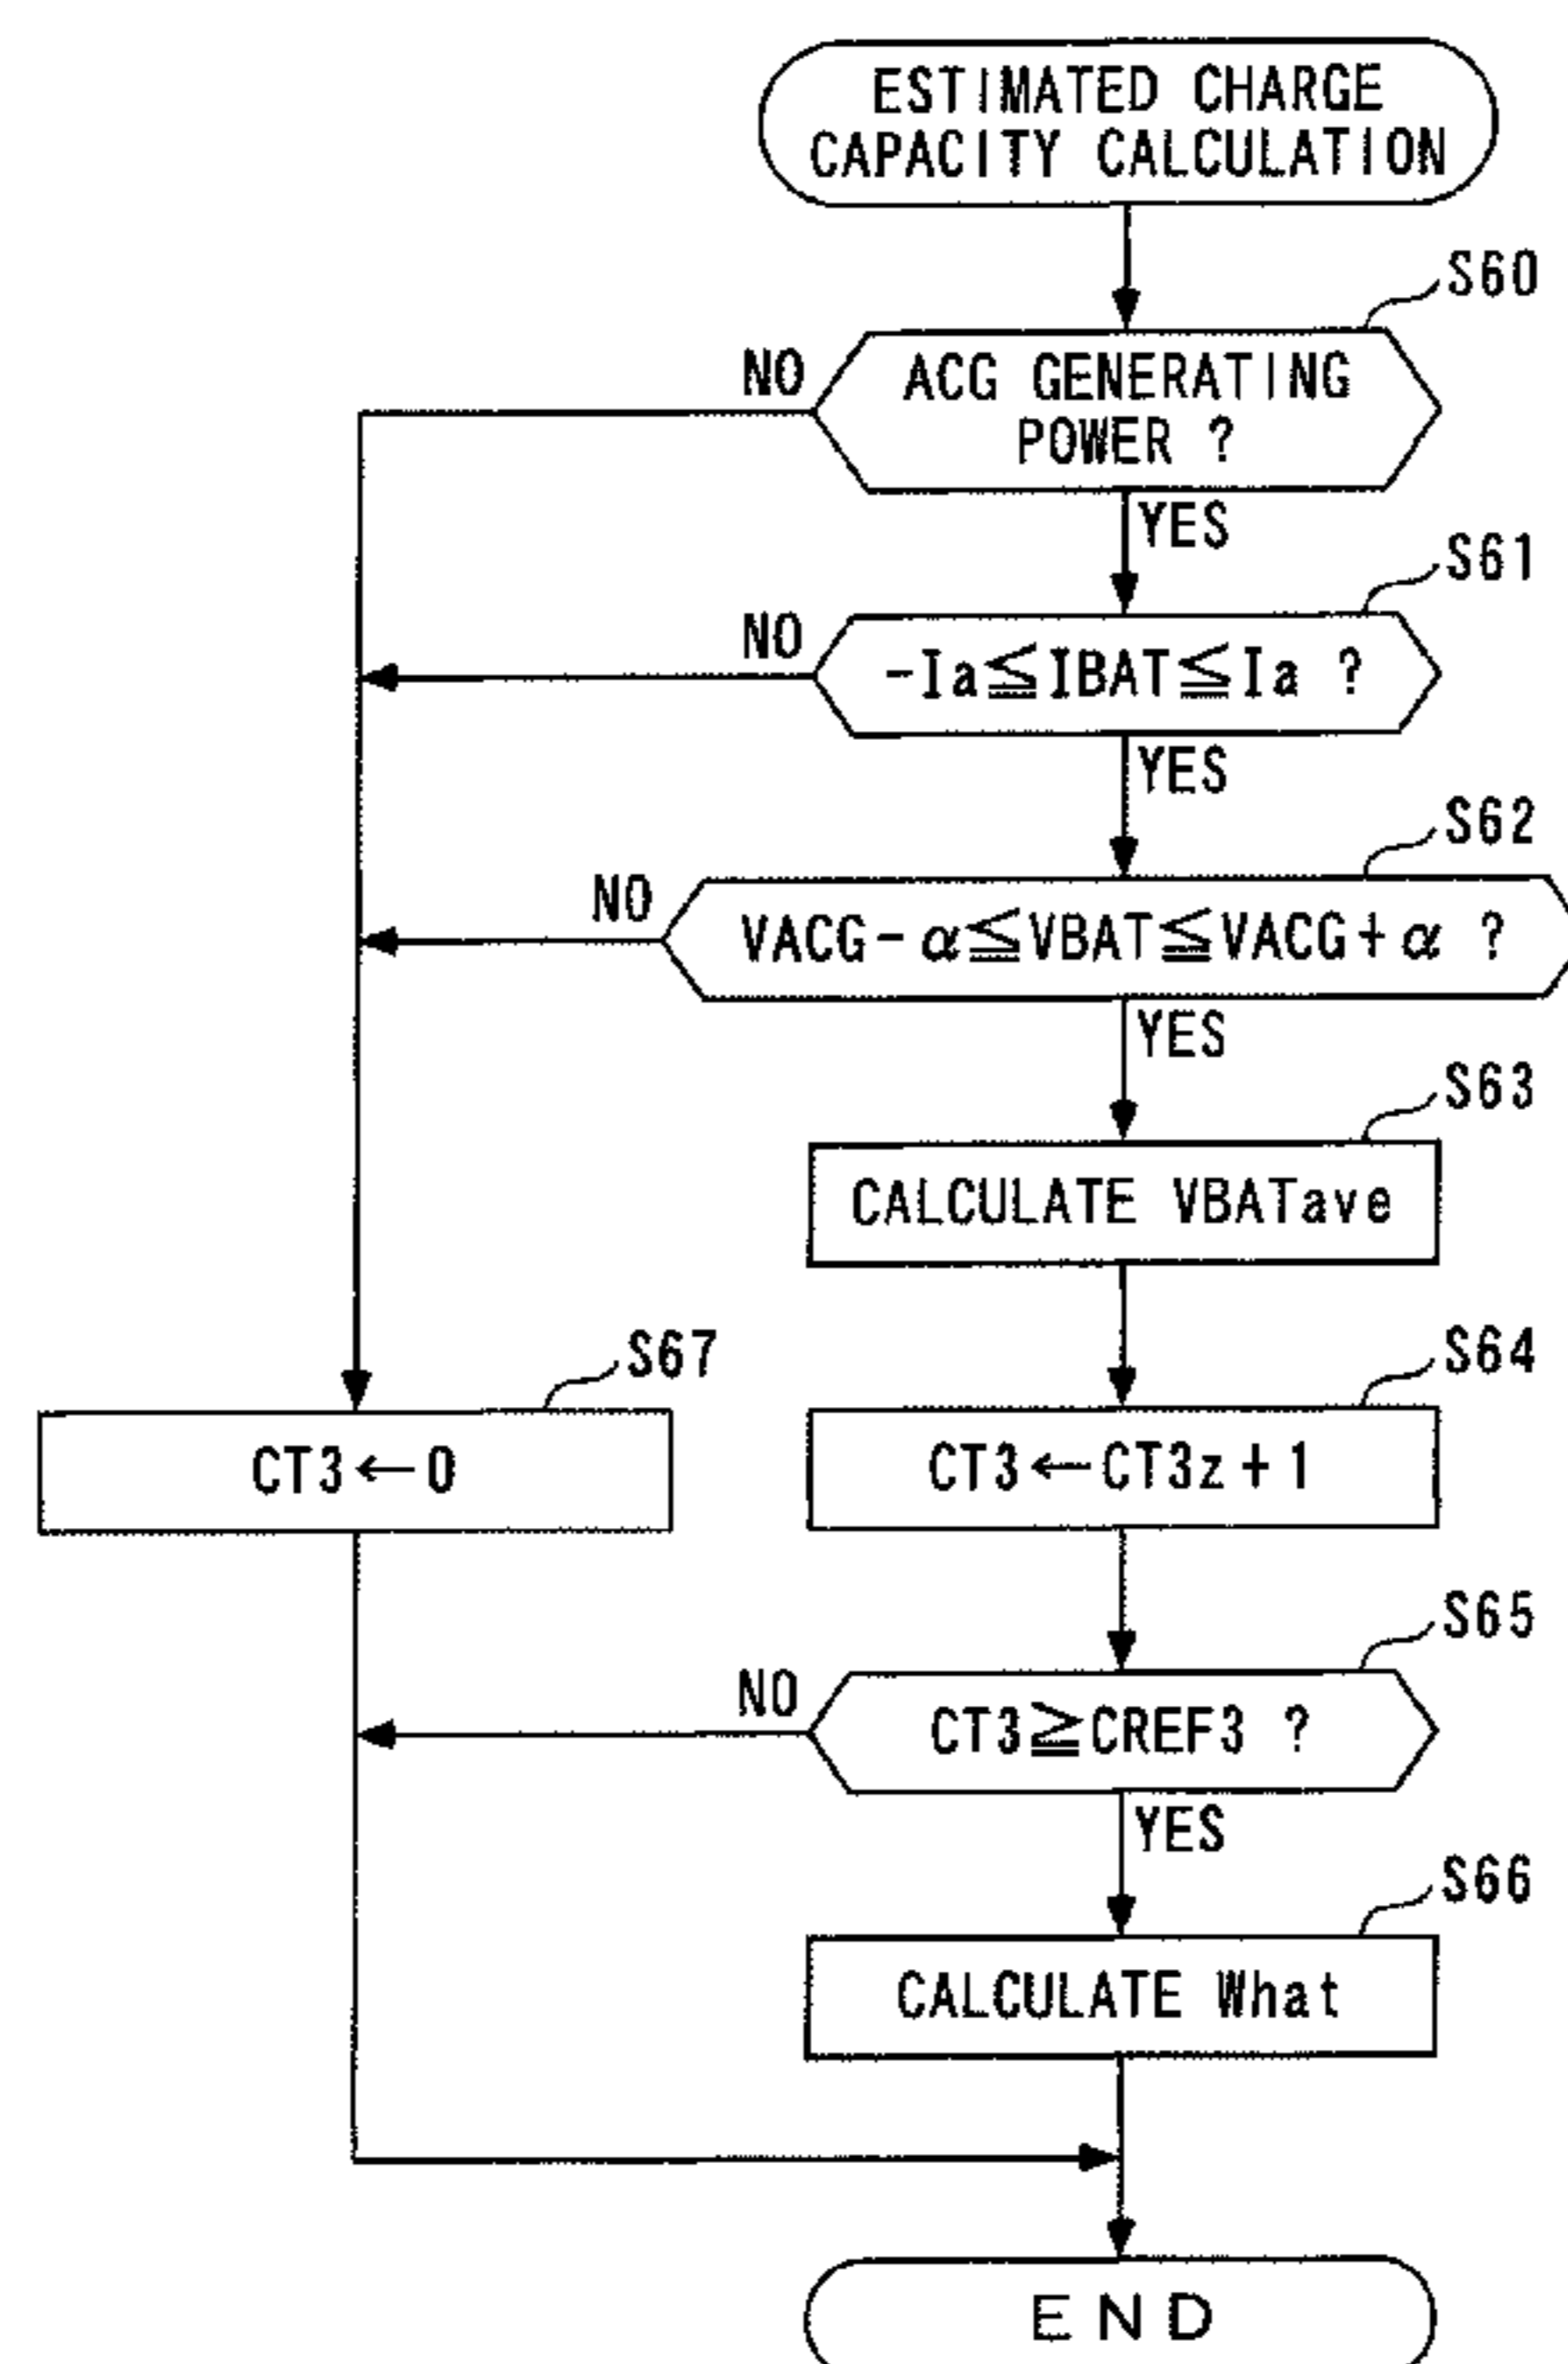 ESTIMATED CHARGE
CAPACITY CALCULATION
S60
NO
ACG GENERATING
POWER ?
YES
S61
NO
-Ia≦IBAT≦Ia ?
YES
S62
NO
VACG-α≦VBAT≦VACG+α ?
YES
S63
CALCULATE VBATave
S67
S64
CT3←0
CT3←CT3z+1
S65
NO
CT3≧CREF3 ?
YES
S66
CALCULATE What
END